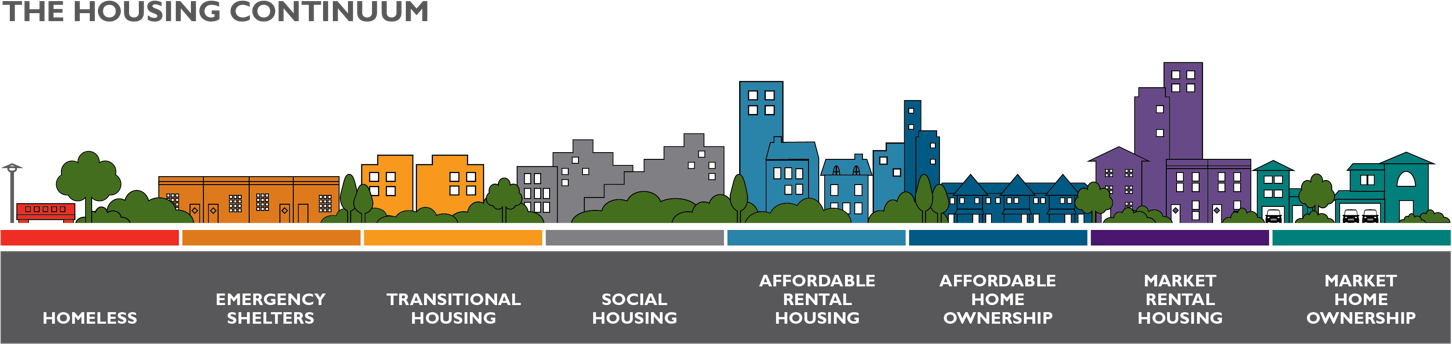 THE HOUSING CONTINUUM
HOMELESS
EMERGENCY
SHELTERS
TRANSITIONAL
HOUSING
SOCIAL
HOUSING
AFFORDABLE
RENTAL
HOUSING
AFFORDABLE
HOME
OWNERSHIP
MARKET
RENTAL
HOUSING
MARKET
HOME
OWNERSHIP